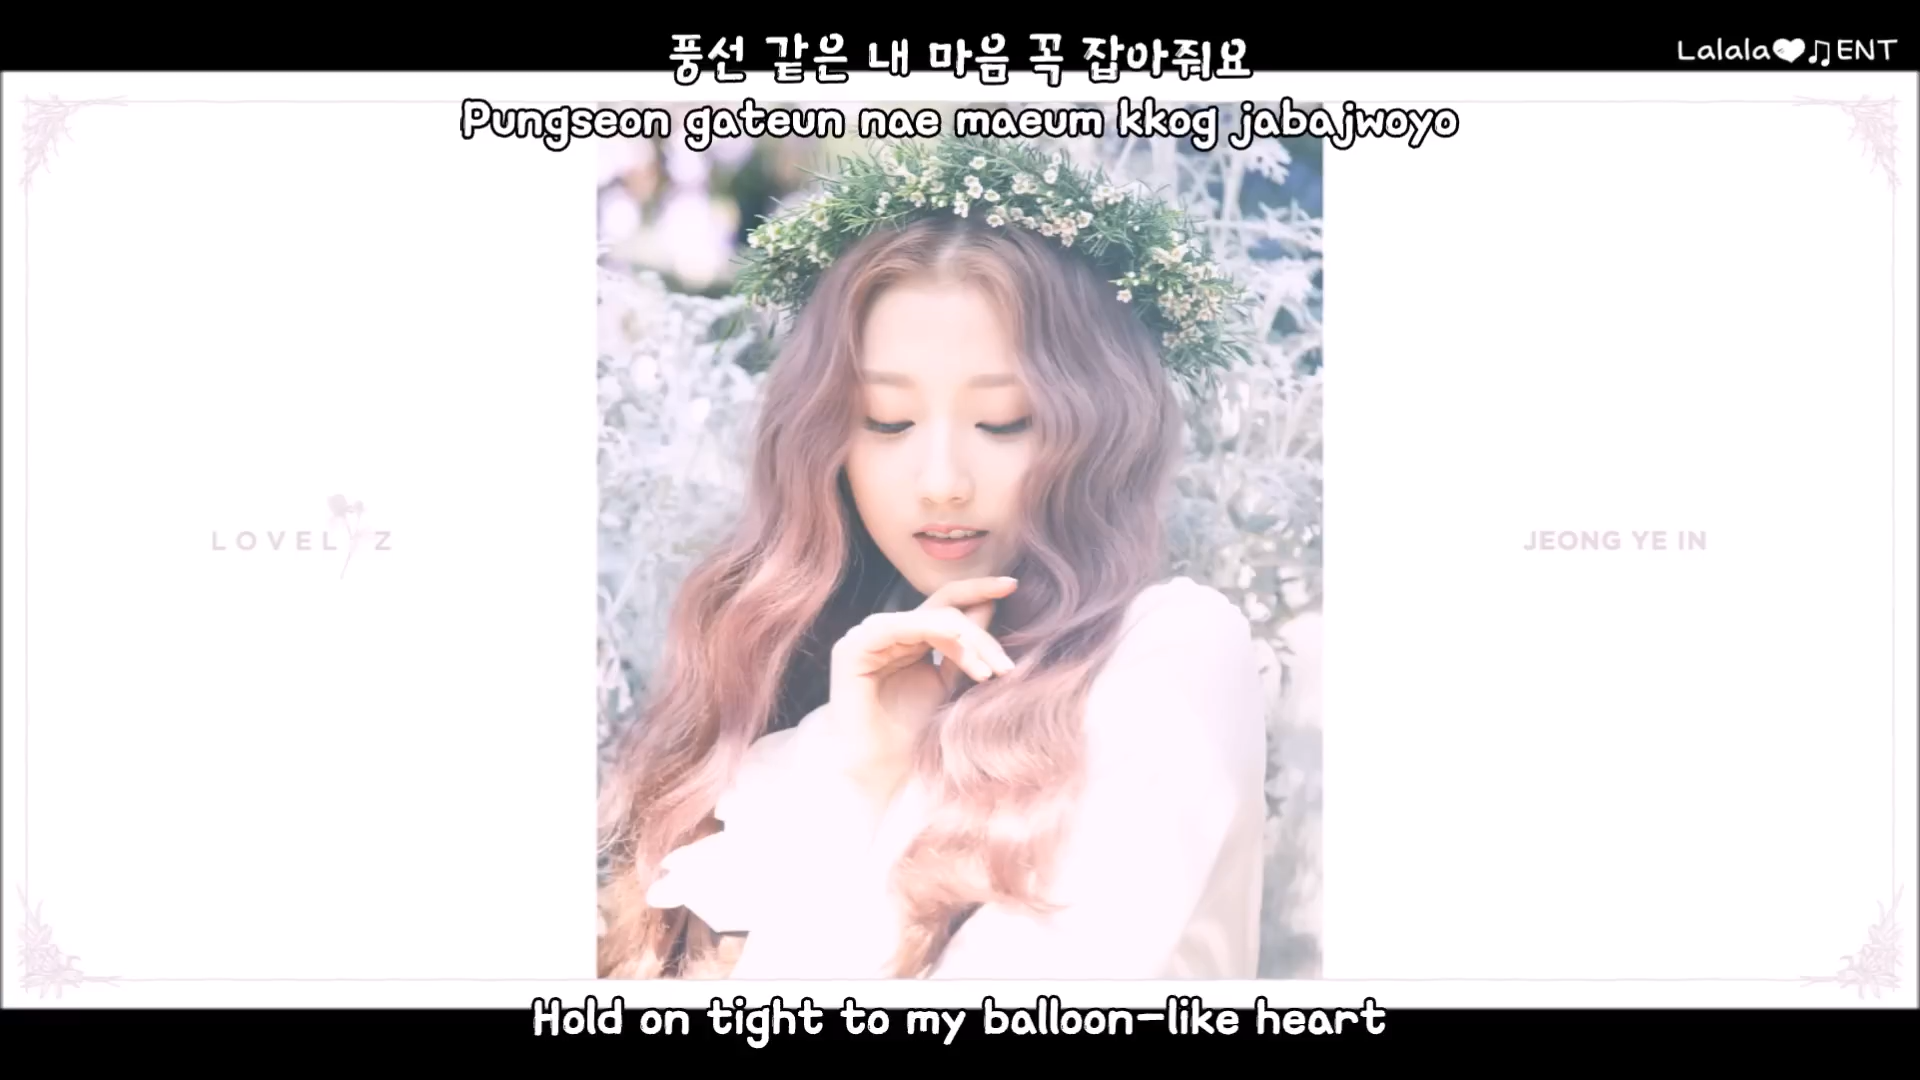 풍선 같은 내 마음 꼭 잡아줘요
Lalala❤♫ENT
Pungseon gateun nae maeum kkog jabajwoyo
LOVELYZ
JEONG YE IN
Hold on tight to my balloon-like heart